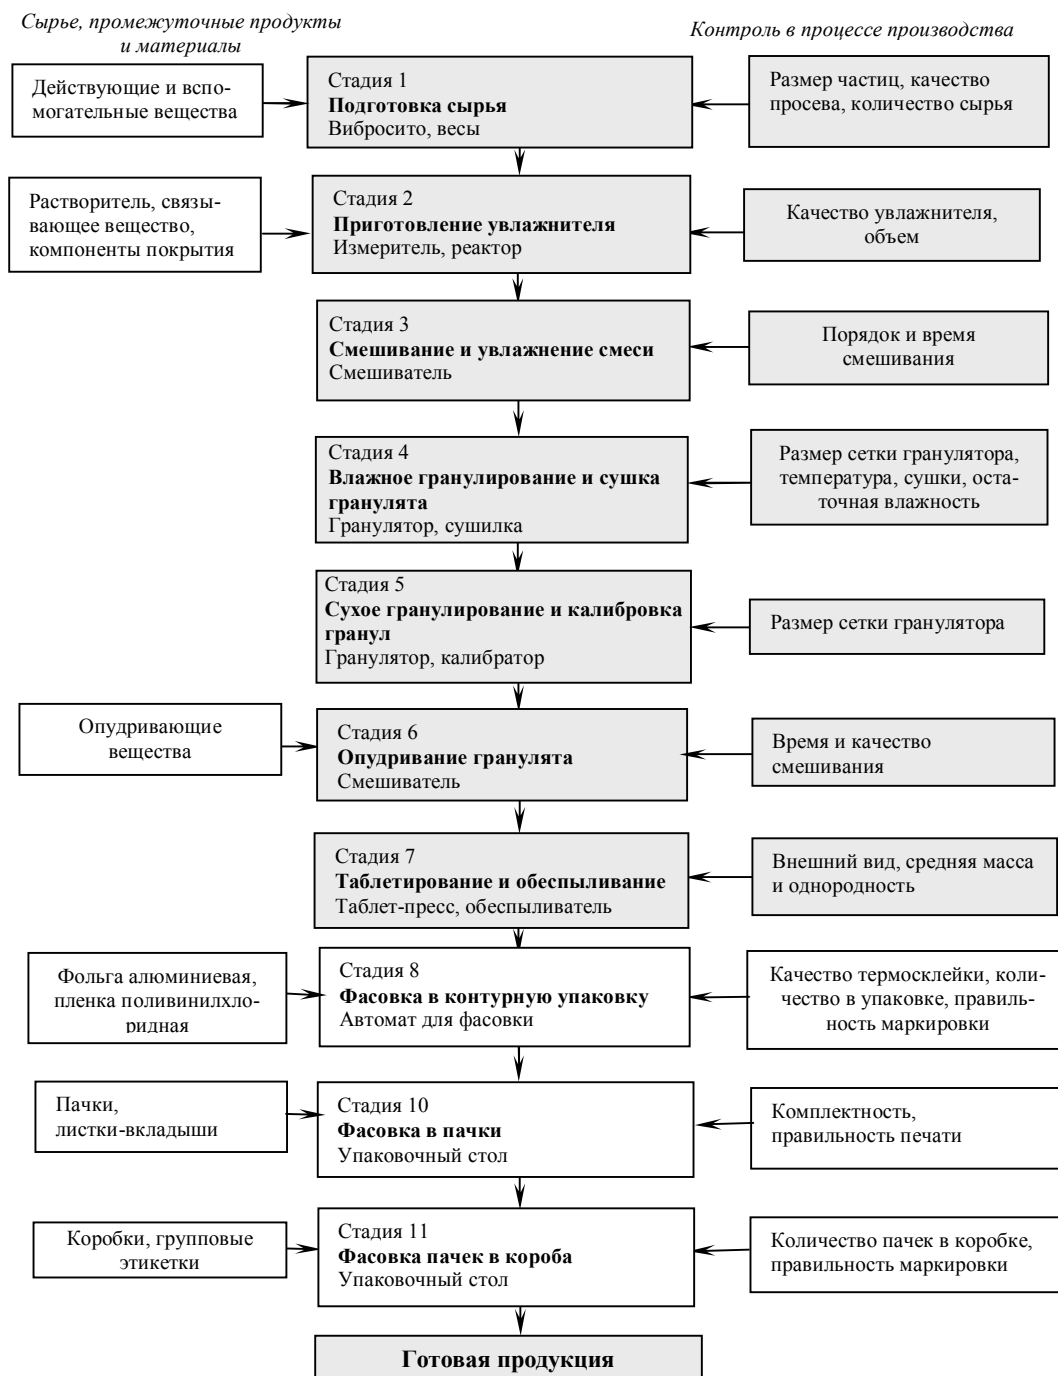 Сырье, промежуточные продукты
и материалы
Контроль в процессе производства
Действующие и вспо-
могательные вещества
Стадия 1
Подготовка сырья
Вибросито, весы
Размер частиц, качество
просева, количество сырья
Растворитель, связы-
вающее вещество,
компоненты покрытия
Стадия 2
Приготовление увлажнителя
Измеритель, реактор
Качество увлажнителя,
объем
Стадия 3
Смешивание и увлажнение смеси
Смешиватель
Порядок и время
смешивания
Стадия 4
Влажное гранулирование и сушка
гранулята
Гранулятор, сушилка
Размер сетки гранулятора,
температура, сушки, оста-
точная влажность
Стадия 5
Сухое гранулирование и калибровка
гранул
Гранулятор, калибратор
Размер сетки гранулятора
Опудривающие
вещества
Стадия 6
Опудривание гранулята
Смешиватель
Время и качество
смешивания
Стадия 7
Таблетирование и обеспыливание
Таблет-пресс, обеспыливатель
Внешний вид, средняя масса
и однородность
Фольга алюминиевая,
пленка поливинилхло-
ридная
Стадия 8
Фасовка в контурную упаковку
Автомат для фасовки
Качество термосклейки, коли-
чество в упаковке, правиль-
ность маркировки
Пачки,
листки-вкладыши
Стадия 10
Фасовка в пачки
Упаковочный стол
Комплектность,
правильность печати
Коробки, групповые
этикетки
Стадия 11
Фасовка пачек в короба
Упаковочный стол
Количество пачек в коробке,
правильность маркировки
Готовая продукция